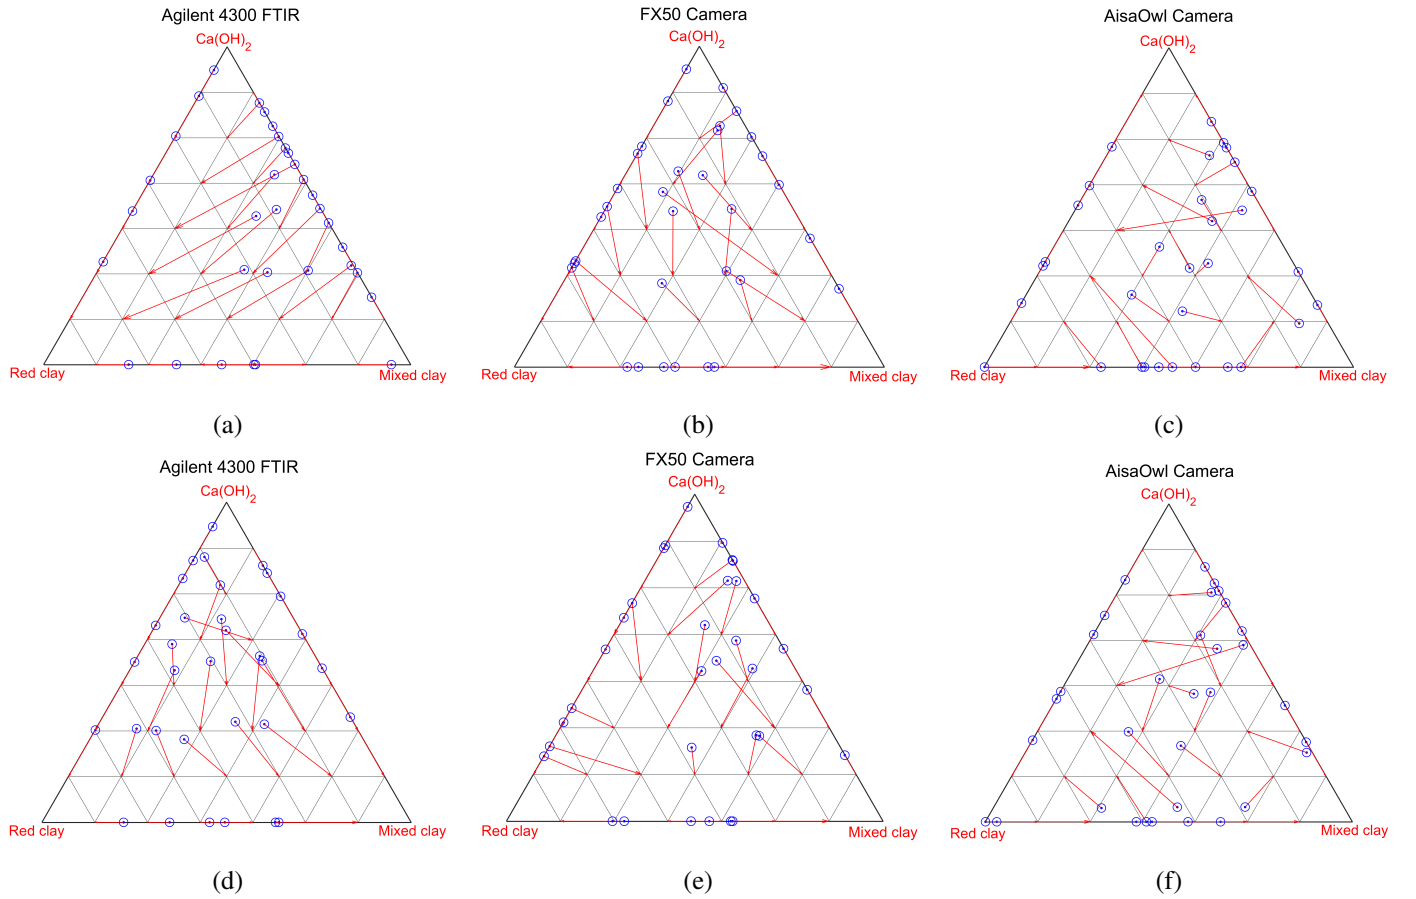 Agilent 4300 FTIR
FX50 Camera
AisaOwl Camera
Ca(OH)2
Ca(OH)2
Ca(OH)2
Red clay
Mixed clay
Red clay
Mixed clay
Red clay
Mixed clay
(a)
(b)
(c)
Agilent 4300 FTIR
FX50 Camera
AisaOwl Camera
Ca(OH)2
Ca(OH)2
Ca(OH)2
Red clay
Mixed clay
Red clay
Mixed clay
Red clay
Mixed clay
(d)
(e)
(f)